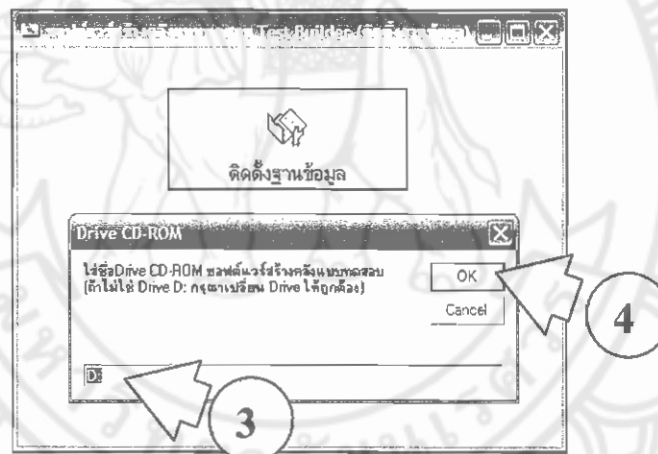 Test Builder
ติดตั้งฐานข้อมูล
Drive CD-ROM
ใส่ชื่อDrive CD-ROM ซอฟต์แวร์สร้างคลังแบบทดสอบ
(ถ้าไม่ใช่ Drive D: กรุณาเปลี่ยน Drive ให้ถูกต้อง)
OK
Cancel
4
D:
3